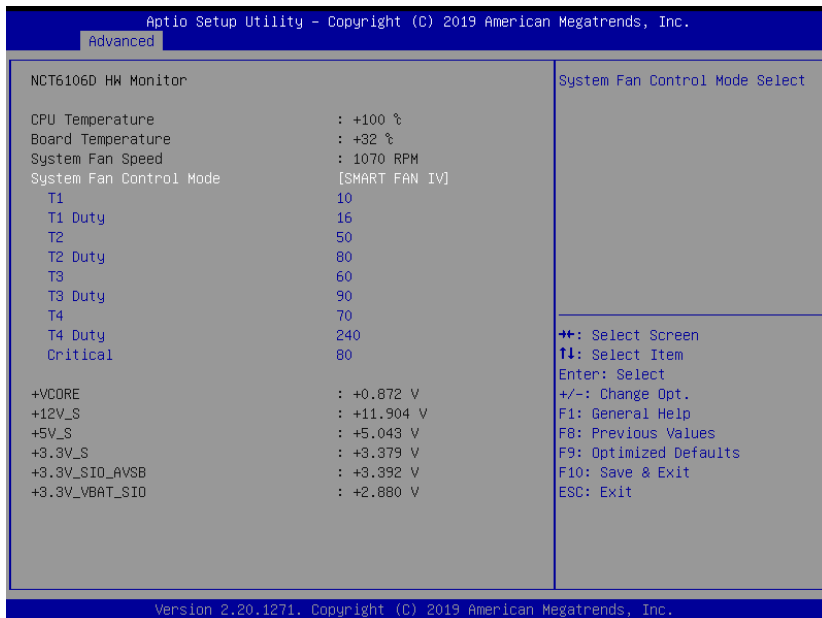 Aptio Setup Utility – Copyright (C) 2019 American Megatrends, Inc.
Advanced
NCT6106D HW Monitor
CPU Temperature : +100 ℃
Board Temperature : +32 ℃
System Fan Speed : 1070 RPM
System Fan Control Mode [SMART FAN IV]
T1 10
T1 Duty 16
T2 50
T2 Duty 80
T3 60
T3 Duty 90
T4 70
T4 Duty 240
Critical 80
+VCORE : +0.872 V
+12V_S : +11.904 V
+5V_S : +5.043 V
+3.3V_S : +3.379 V
+3.3V_SIO_AVSB : +3.392 V
+3.3V_VBAT_SIO : +2.880 V
System Fan Control Mode Select
→←: Select Screen
↑↓: Select Item
Enter: Select
+/-: Change Opt.
F1: General Help
F8: Previous Values
F9: Optimized Defaults
F10: Save & Exit
ESC: Exit
Version 2.20.1271. Copyright (C) 2019 American Megatrends, Inc.